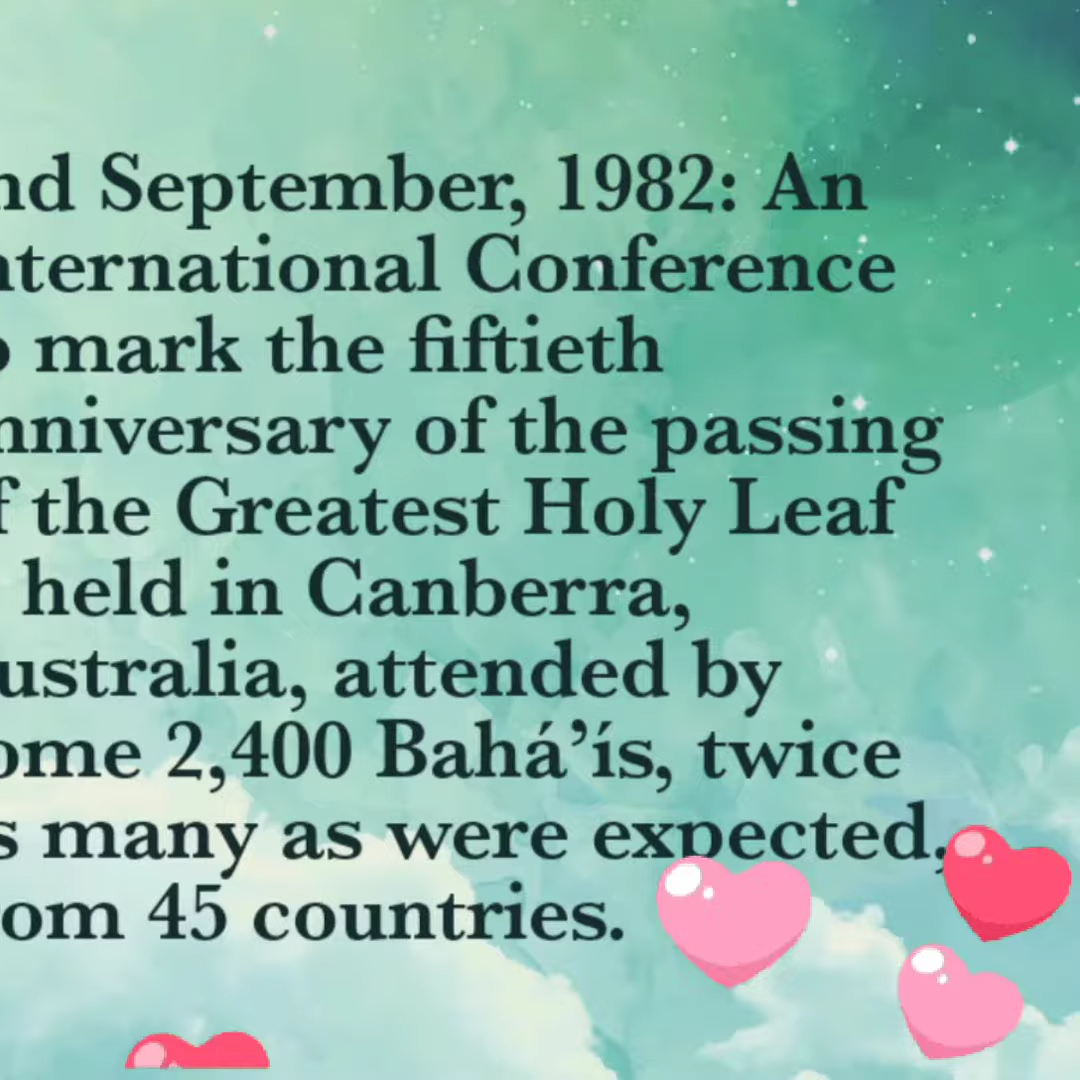 nd September, 1982: An
nternational Conference
o mark the fiftieth
nniversary of the passing
f the Greatest Holy Leaf
held in Canberra,
ustralia, attended by
ome 2,400 Bahá’ís, twice
s many as were expected,
om 45 countries.